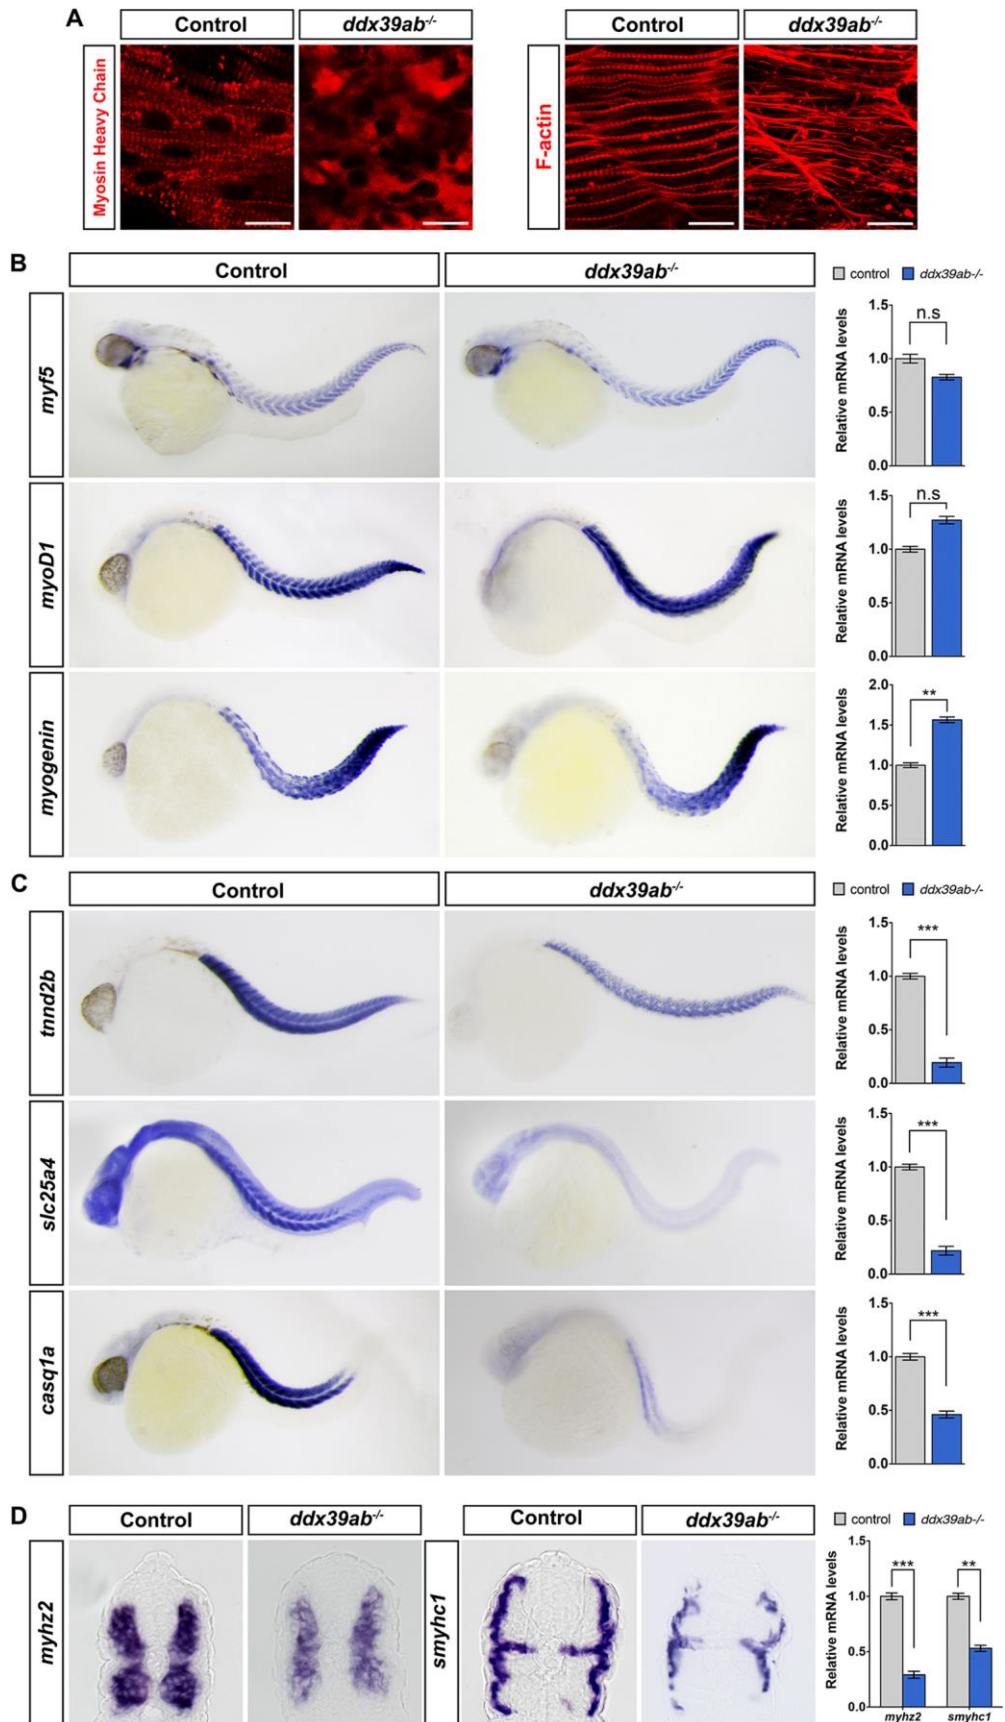 A
Control
ddx39ab-/-
Control
ddx39ab-/-
Myosin Heavy Chain
F-actin
B
Control
ddx39ab-/-
control
ddx39ab-/-
myf5
Relative mRNA levels
1.5
1.0
0.5
0.0
n.s
myoD1
Relative mRNA levels
1.5
1.0
0.5
0.0
n.s
myogenin
Relative mRNA levels
2.0
1.5
1.0
0.5
0.0
**
C
Control
ddx39ab-/-
control
ddx39ab-/-
tnnd2b
Relative mRNA levels
1.5
1.0
0.5
0.0
***
slc25a4
Relative mRNA levels
1.5
1.0
0.5
0.0
***
casq1a
Relative mRNA levels
1.5
1.0
0.5
0.0
***
D
Control
ddx39ab-/-
Control
ddx39ab-/-
control
ddx39ab-/-
myhz2
smyhc1
Relative mRNA levels
1.5
1.0
0.5
0.0
***
**
myhz2
smyhc1